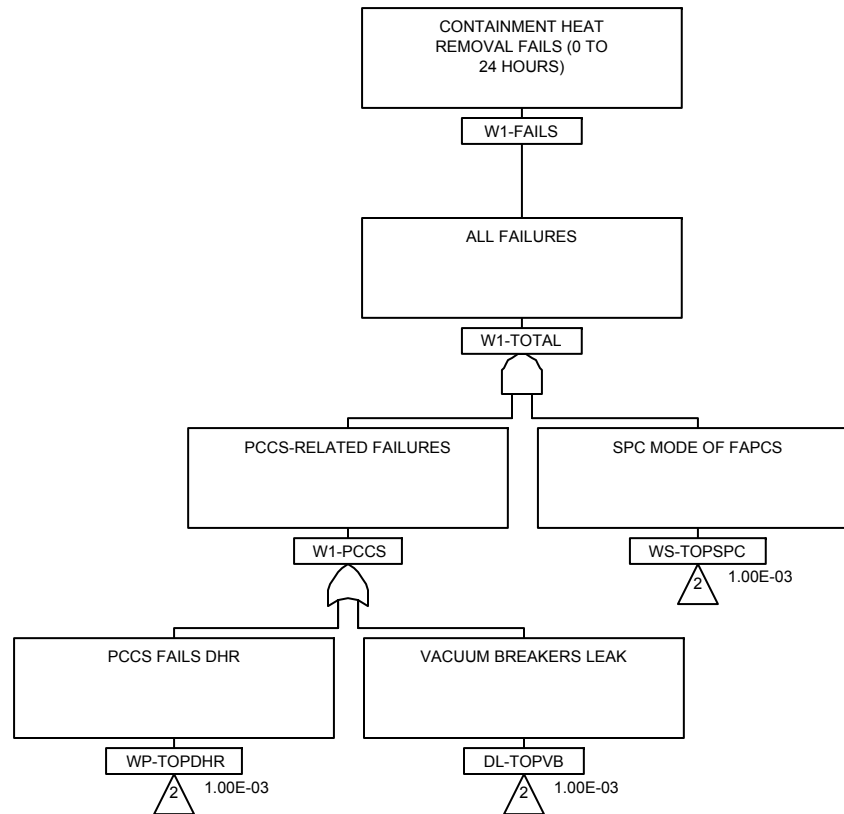 CONTAINMENT HEAT
REMOVAL FAILS (0 TO
24 HOURS)
W1-FAILS
ALL FAILURES
W1-TOTAL
PCCS-RELATED FAILURES
SPC MODE OF FAPCS
W1-PCCS
WS-TOPSPC
2
1.00E-03
PCCS FAILS DHR
VACUUM BREAKERS LEAK
WP-TOPDHR
DL-TOPVB
2
1.00E-03
2
1.00E-03